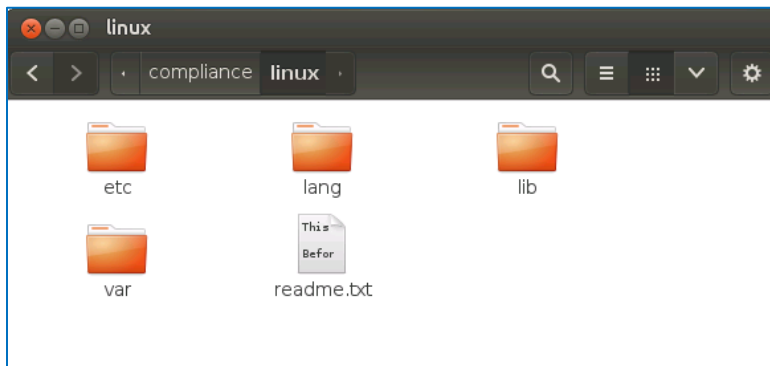 linux
compliance linux
etc lang lib
This
Befor
var readme.txt